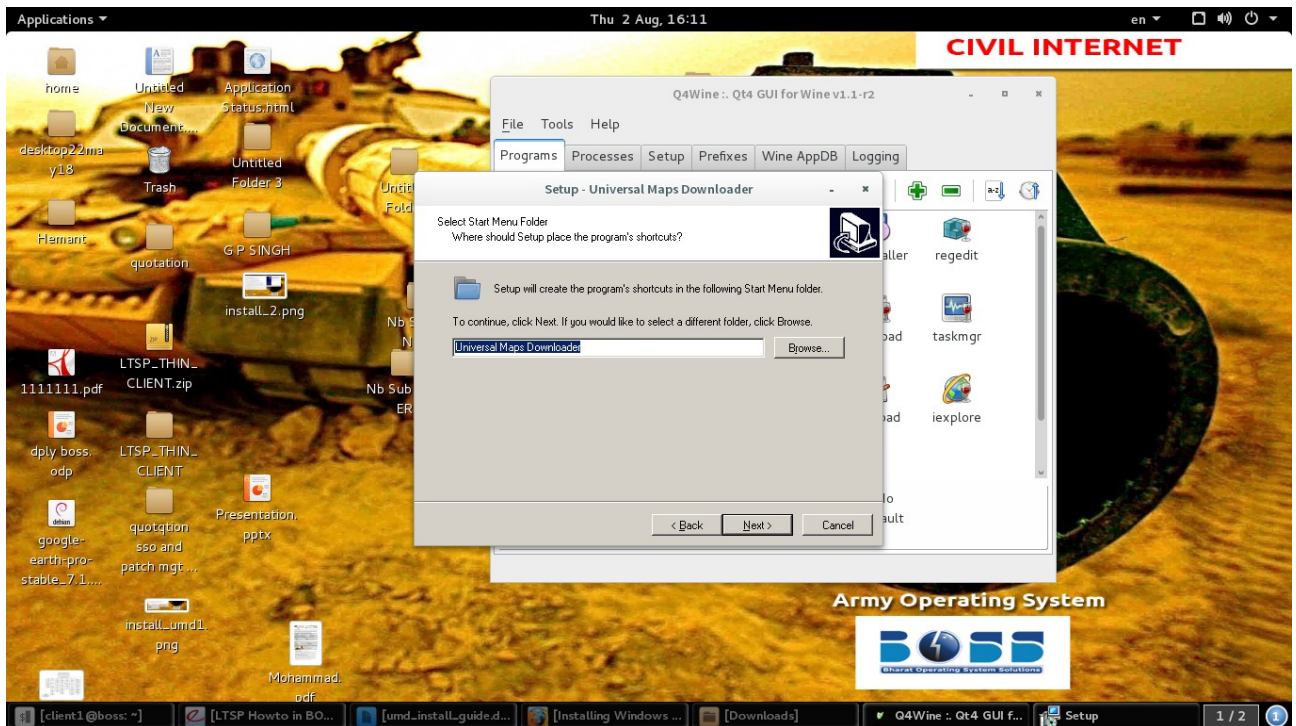 Applications
Thu 2 Aug, 16:11
en
CIVIL INTERNET
home
Untitled
New
Document....
Application
Status.html
desktop22ma
y18
Trash
Untitled
Folder 3
Hemant
quotation
G P SINGH
install_2.png
1111111.pdf
LTSP_THIN_
CLIENT.zip
Nb Sub
ER
dply boss.
odp
LTSP_THIN_
CLIENT
debian
google-
earth-pro-
stable_7.1....
quotqtion
sso and
patch mgt ...
Presentation.
pptx
install_umd1.
png
Mohammad.
pdf
Q4Wine :. Qt4 GUI for Wine v1.1-r2
File Tools Help
Programs Processes Setup Prefixes Wine AppDB Logging
a-z
regedit
taskmgr
iexplore
Setup - Universal Maps Downloader
Select Start Menu Folder
Where should Setup place the program's shortcuts?
Setup will create the program's shortcuts in the following Start Menu folder.
To continue, click Next. If you would like to select a different folder, click Browse.
Universal Maps Downloader
Browse...
< Back Next > Cancel
Army Operating System
BOSS
Bharat Operating System Solutions
[client1@boss: ~] [LTSP Howto in BO... [umd_install_guide.d... [Installing Windows ... [Downloads] Q4Wine :. Qt4 GUI f... Setup 1 / 2 1